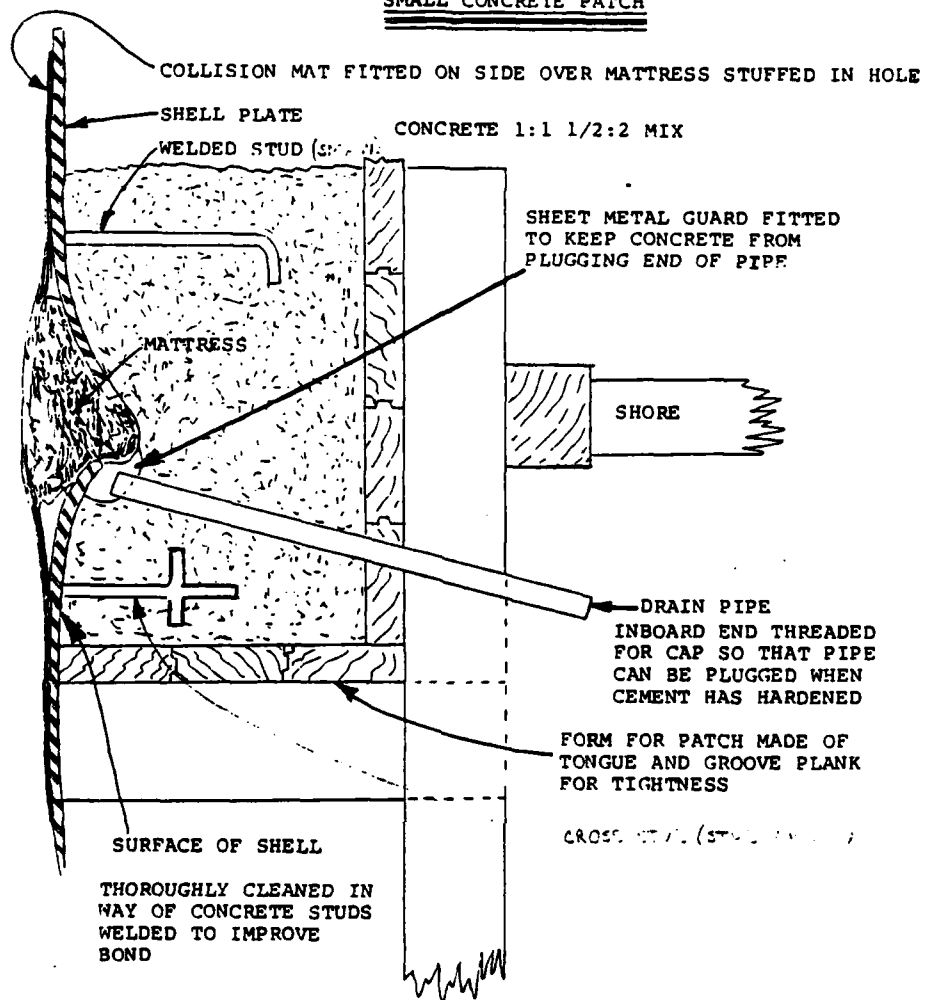 SMALL CONCRETE PATCH
COLLISION MAT FITTED ON SIDE OVER MATTRESS STUFFED IN HOLE
SHELL PLATE
CONCRETE 1:1 1/2:2 MIX
WELDED STUD
SHEET METAL GUARD FITTED
TO KEEP CONCRETE FROM
PLUGGING END OF PIPE
MATTRESS
SHORE
DRAIN PIPE
INBOARD END THREADED
FOR CAP SO THAT PIPE
CAN BE PLUGGED WHEN
CEMENT HAS HARDENED
FORM FOR PATCH MADE OF
TONGUE AND GROOVE PLANK
FOR TIGHTNESS
CROSS
SURFACE OF SHELL
THOROUGHLY CLEANED IN
WAY OF CONCRETE STUDS
WELDED TO IMPROVE
BOND